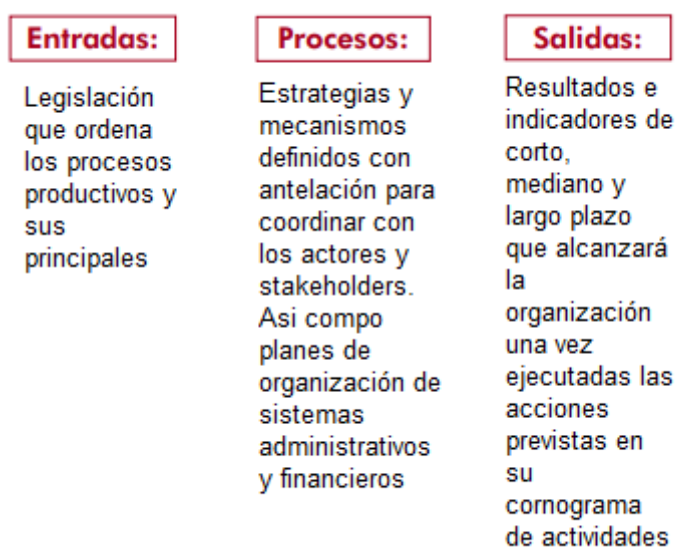 Entradas:
Legislación
que ordena
los procesos
productivos y
sus
principales
Procesos:
Estrategias y
mecanismos
definidos con
antelación para
coordinar con
los actores y
stakeholders.
Asi compo
planes de
organización de
sistemas
administrativos
y financieros
Salidas:
Resultados e
indicadores de
corto,
mediano y
largo plazo
que alcanzará
la
organización
una vez
ejecutadas las
acciones
previstas en
su
cornograma
de actividades